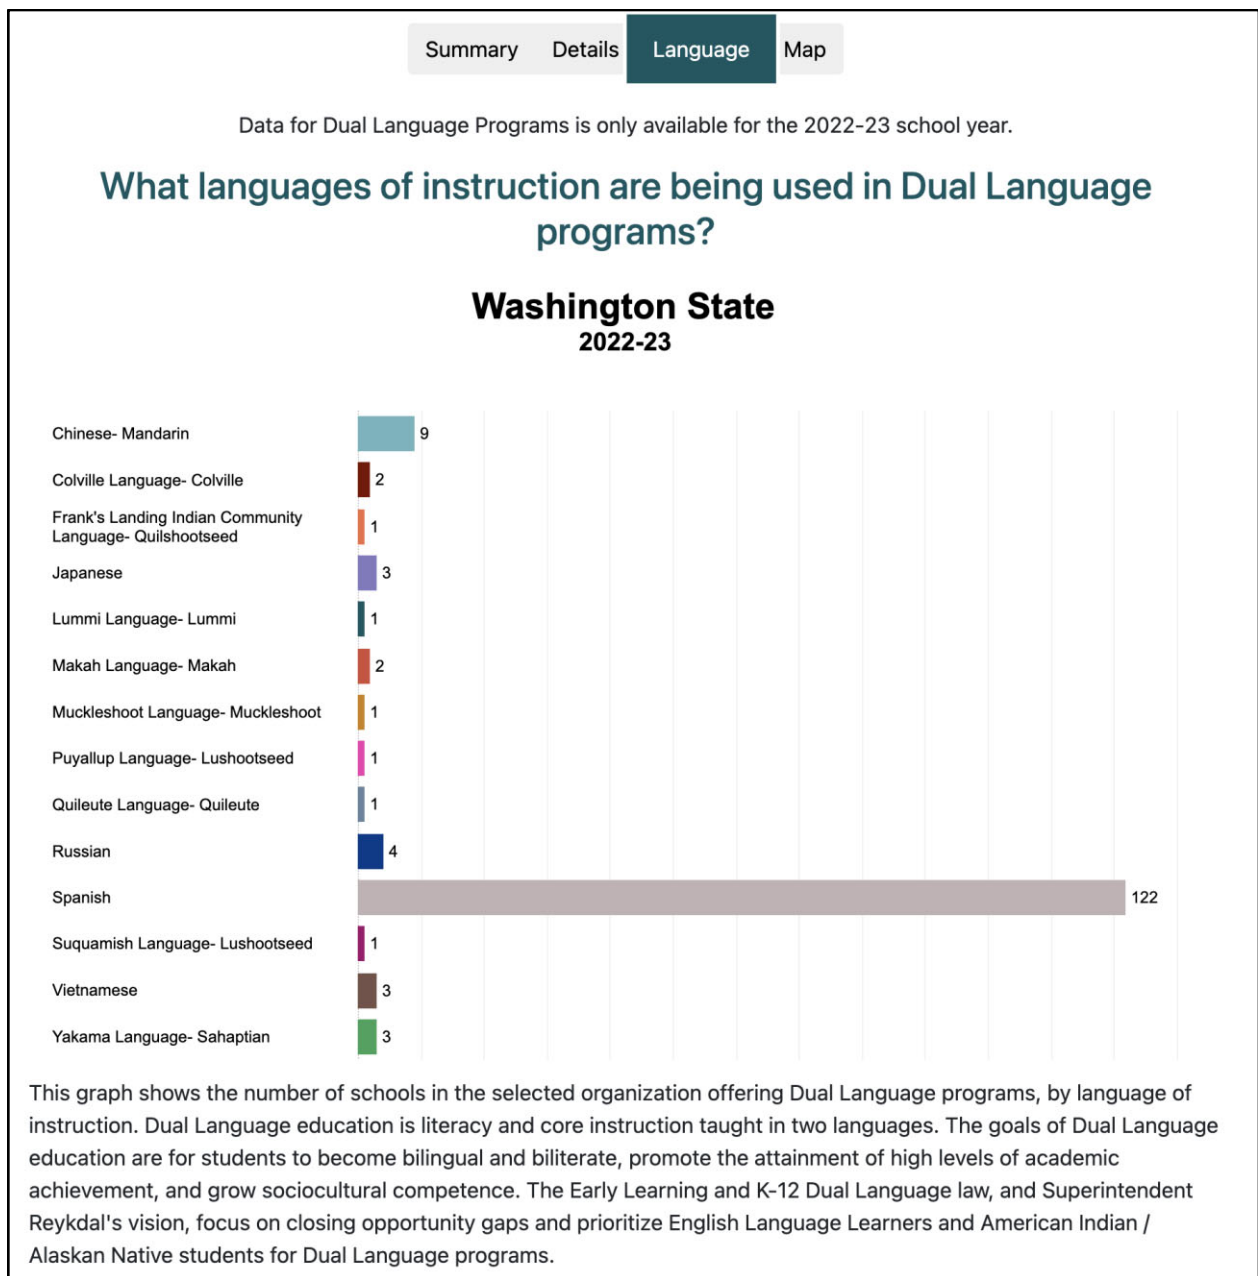 Summary Details Language Map
Data for Dual Language Programs is only available for the 2022-23 school year.
What languages of instruction are being used in Dual Language
programs?
Washington State
2022-23
Chinese- Mandarin 9
Colville Language- Colville 2
Frank's Landing Indian Community
Language- Quilshootseed 1
Japanese 3
Lummi Language- Lummi 1
Makah Language- Makah 2
Muckleshoot Language- Muckleshoot 1
Puyallup Language- Lushootseed 1
Quileute Language- Quileute 1
Russian 4
Spanish 122
Suquamish Language- Lushootseed 1
Vietnamese 3
Yakama Language- Sahaptian 3
This graph shows the number of schools in the selected organization offering Dual Language programs, by language of
instruction. Dual Language education is literacy and core instruction taught in two languages. The goals of Dual Language
education are for students to become bilingual and biliterate, promote the attainment of high levels of academic
achievement, and grow sociocultural competence. The Early Learning and K-12 Dual Language law, and Superintendent
Reykdal's vision, focus on closing opportunity gaps and prioritize English Language Learners and American Indian /
Alaskan Native students for Dual Language programs.